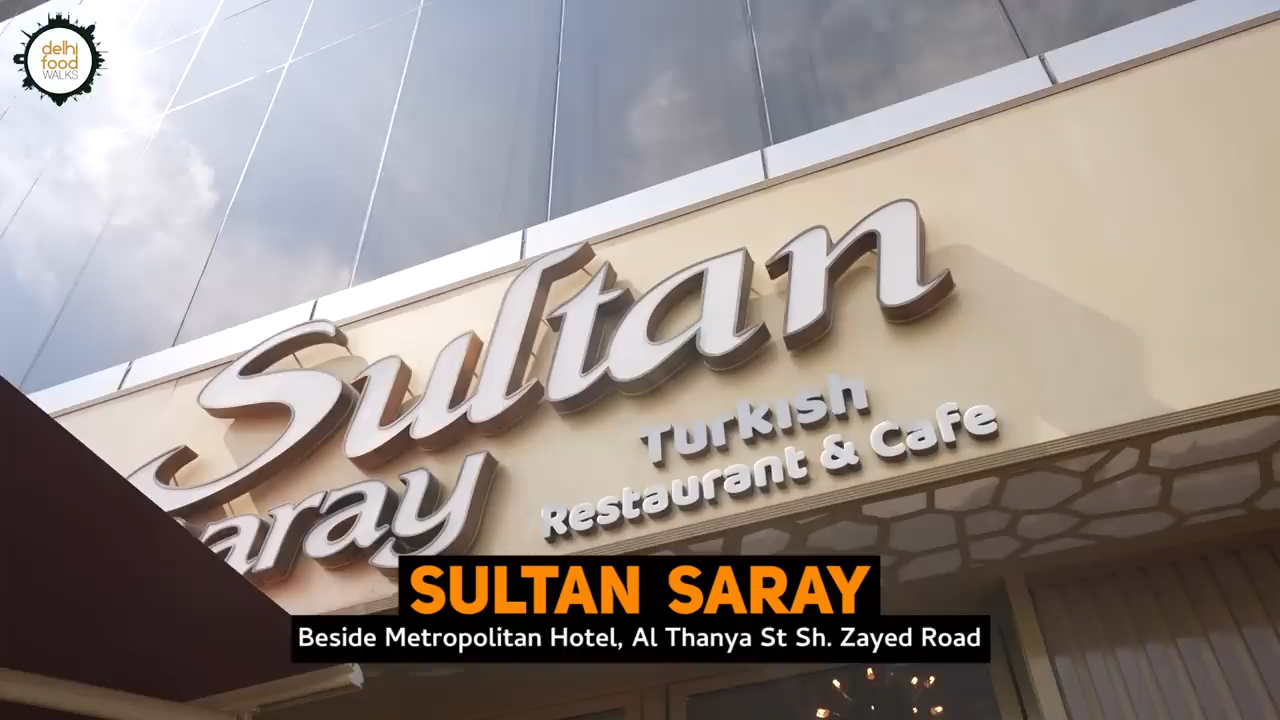 delhi
food
WALKS
Sultan
Saray
Turkish
Restaurant & Cafe
SULTAN SARAY
Beside Metropolitan Hotel, Al Thanya St Sh. Zayed Road